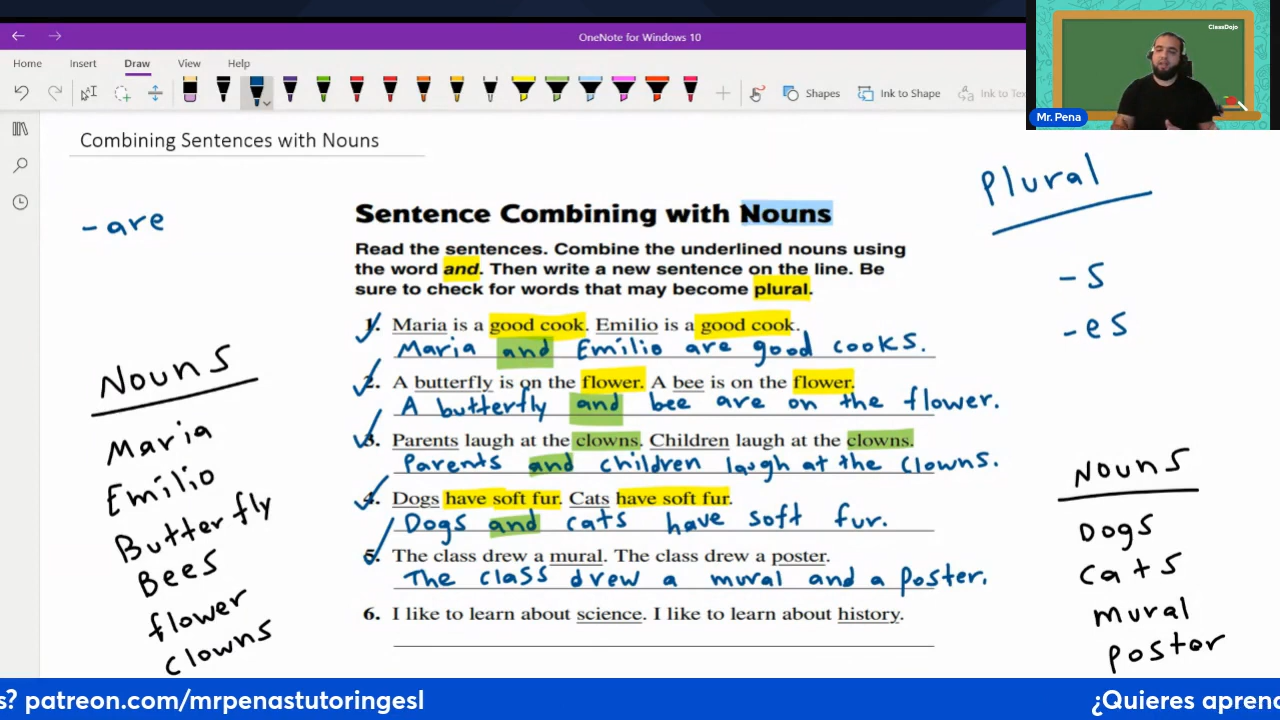 OneNote for Windows 10
ClassDojo
Mr. Pena
Home Insert Draw View Help
Shapes Ink to Shape Ink to Tex
Combining Sentences with Nouns
Plural
-s
-es
-are
Sentence Combining with Nouns
Read the sentences. Combine the underlined nouns using
the word and. Then write a new sentence on the line. Be
sure to check for words that may become plural.
1. Maria is a good cook. Emilio is a good cook.
Maria and Emilio are good cooks.
2. A butterfly is on the flower. A bee is on the flower.
A butterfly and bee are on the flower.
3. Parents laugh at the clowns. Children laugh at the clowns.
Parents and children laugh at the clowns.
4. Dogs have soft fur. Cats have soft fur.
Dogs and cats have soft fur.
5. The class drew a mural. The class drew a poster.
The class drew a mural and a poster.
6. I like to learn about science. I like to learn about history.
Nouns
Maria
Emilio
Butterfly
Bees
flower
clowns
Nouns
Dogs
cats
mural
poster
s? patreon.com/mrpenastutoringesl
¿Quieres aprend